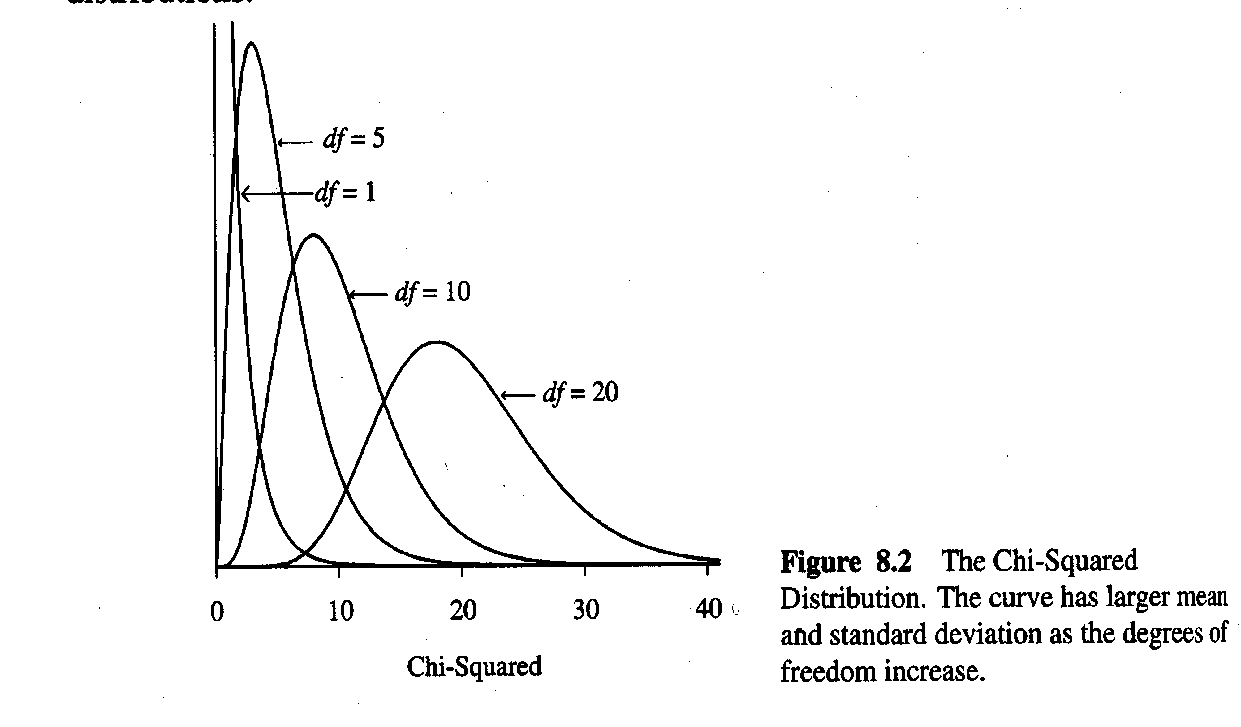 distributions.
df = 5
df = 1
df = 10
df = 20
0 10 20 30 40
Chi-Squared
Figure 8.2 The Chi-Squared
Distribution. The curve has larger mean
and standard deviation as the degrees of
freedom increase.